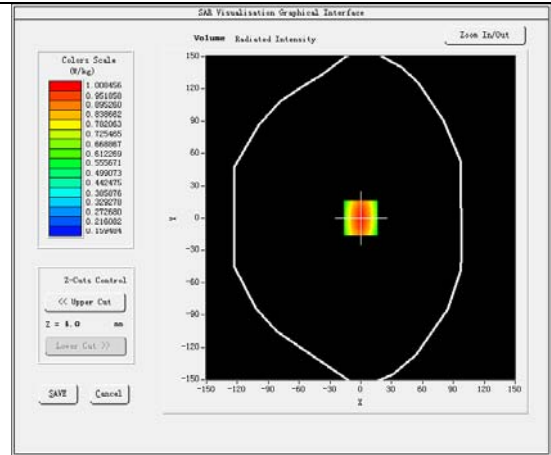 SAR Visualisation Graphical Interface
Volume Radiated Intensity
Zoom In/Out
Colors Scale
(W/kg)
1.008456
0.951858
0.895260
0.838662
0.782063
0.725465
0.668867
0.612269
0.555671
0.499073
0.442475
0.385876
0.329278
0.272680
0.216082
0.159484
Z-Cuts Control
<< Upper Cut
Z = 4.0 mm
Lower Cut >>
SAVE
Cancel
150
120
90
60
30
0
-30
-60
-90
-120
-150
Y
-150 -120 -90 -60 -30 0 30 60 90 120 150
X